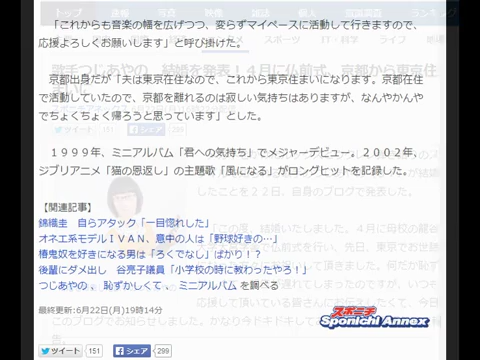 「これからも音楽の幅を広げつつ、変らずマイペースに活動して行きますので、
応援よろしくお願いします」と呼び掛けた。
京都出身だが「夫は東京在住なので、これから東京住まいになります。京都在住
で活動していたので、京都を離れるのは寂しい気持ちはありますが、なんやかんや
でちょくちょく帰ろうと思っています」とした。
１９９９年、ミニアルバム「君への気持ち」でメジャーデビュー。２００２年、
ジブリアニメ「猫の恩返し」の主題歌「風になる」がロングヒットを記録した。
【関連記事】
錦織圭　自らアタック「一目惚れした」
オネエ系モデルＩＶＡＮ、意中の人は「野球好きの…」
椿鬼奴を好きになる男は「ろくでなし」ばかり！？
後輩にダメ出し　谷亮子議員「小学校の時に教わったやろ！」
つじあやの 、 恥ずかしくて 、 ミニアルバム を調べる
最終更新:6月22日(月)19時14分
スポニチ
Sponichi Annex
ツイート 151 シェア 299